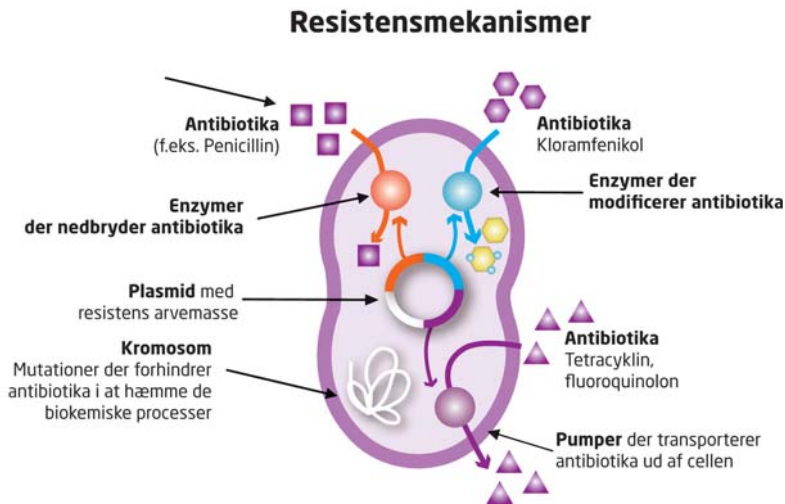 Resistensmekanismer
Antibiotika
(f.eks. Penicillin)
Antibiotika
Kloramfenikol
Enzymer
der nedbryder antibiotika
Enzymer der
modificerer antibiotika
Plasmid med
resistens arvemasse
Kromosom
Mutationer der forhindrer
antibiotika i at hæmme de
biokemiske processer
Antibiotika
Tetracyklin,
fluoroquinolon
Pumper der transporterer
antibiotika ud af cellen